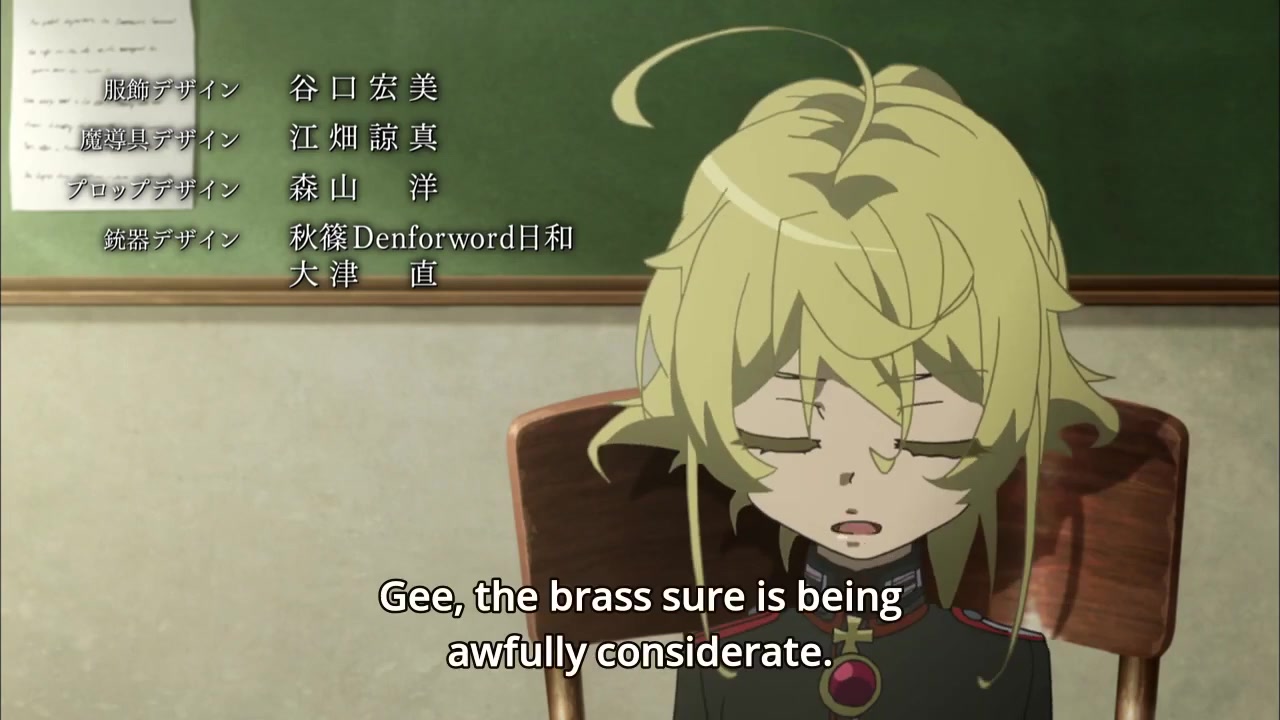 服飾デザイン 谷口宏美
魔導具デザイン 江畑諒真
プロップデザイン 森山 洋
銃器デザイン 秋篠Denforword日和
大津 直
Gee, the brass sure is being
awfully considerate.